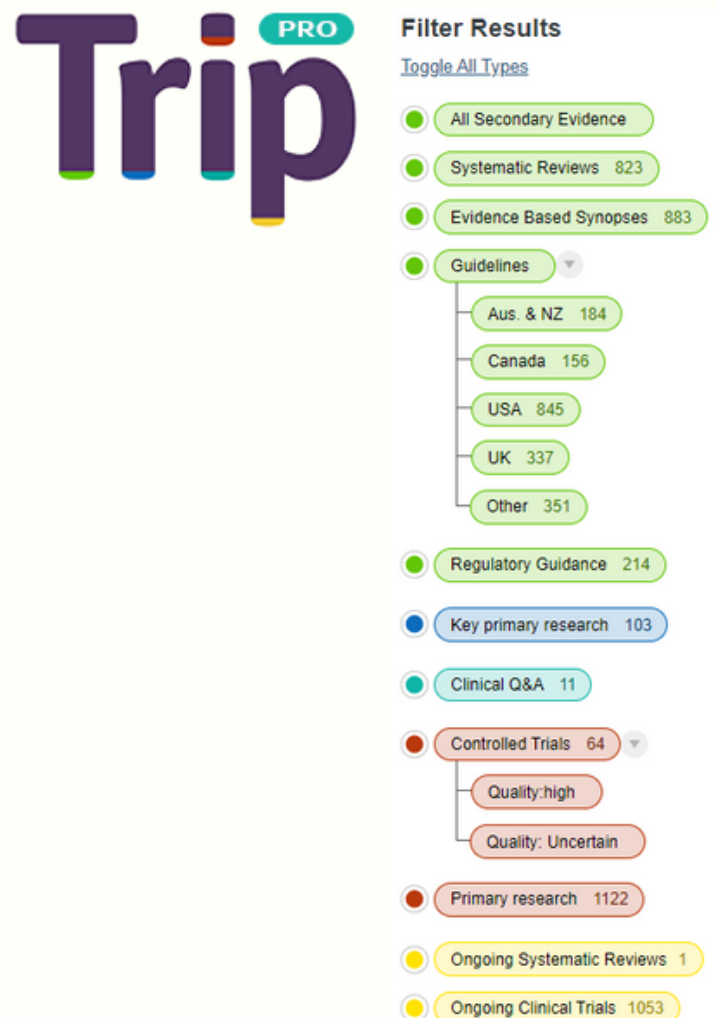 Trip PRO
Filter Results
Toggle All Types
All Secondary Evidence
Systematic Reviews 823
Evidence Based Synopses 883
Guidelines
Aus. & NZ 184
Canada 156
USA 845
UK 337
Other 351
Regulatory Guidance 214
Key primary research 103
Clinical Q&A 11
Controlled Trials 64
Quality:high
Quality: Uncertain
Primary research 1122
Ongoing Systematic Reviews 1
Ongoing Clinical Trials 1053